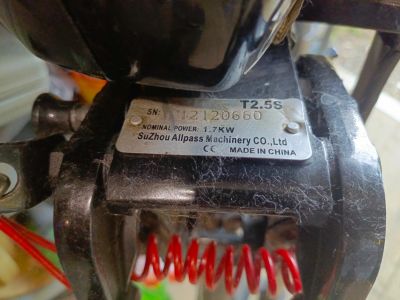 T2.5S
SN: 12120660
NOMINAL POWER: 1.7KW
SuZhou Allpass Machinery CO.,Ltd
CE MADE IN CHINA